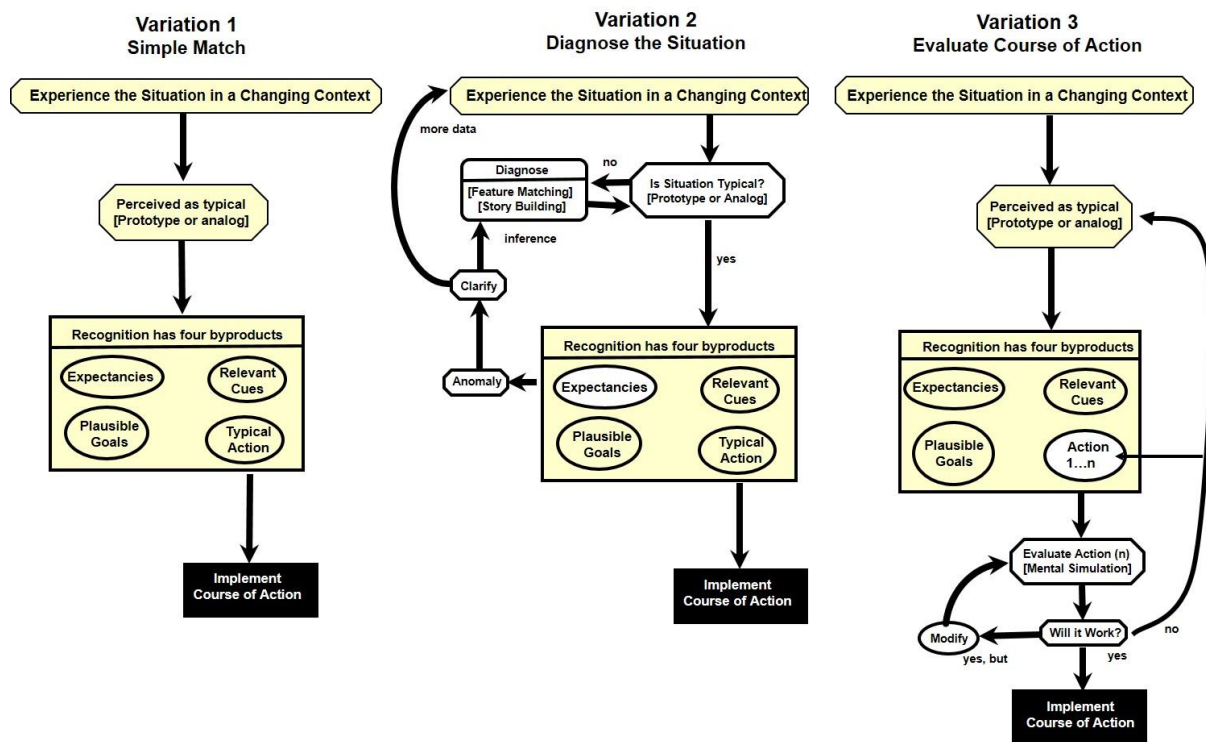 Variation 1
Simple Match
Experience the Situation in a Changing Context
Perceived as typical
[Prototype or analog]
Recognition has four byproducts
Expectancies
Relevant
Cues
Plausible
Goals
Typical
Action
Implement
Course of Action
Variation 2
Diagnose the Situation
Experience the Situation in a Changing Context
more data
Diagnose
[Feature Matching]
[Story Building]
no
Is Situation Typical?
[Prototype or Analog]
inference
yes
Clarify
Anomaly
Recognition has four byproducts
Expectancies
Relevant
Cues
Plausible
Goals
Typical
Action
Implement
Course of Action
Variation 3
Evaluate Course of Action
Experience the Situation in a Changing Context
Perceived as typical
[Prototype or analog]
Recognition has four byproducts
Expectancies
Relevant
Cues
Plausible
Goals
Action
1...n
Evaluate Action (n)
[Mental Simulation]
Modify
Will it Work?
no
yes, but
yes
Implement
Course of Action